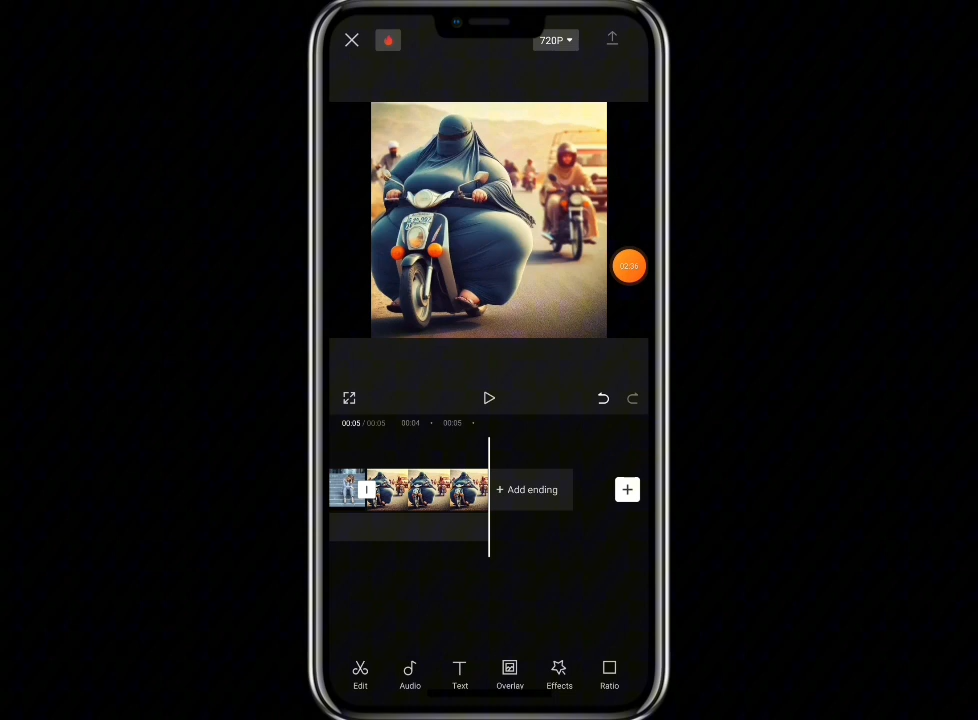 720P
02:36
00:05 / 00:05 00:04 00:05
+ Add ending
Edit Audio Text Overlay Effects Ratio